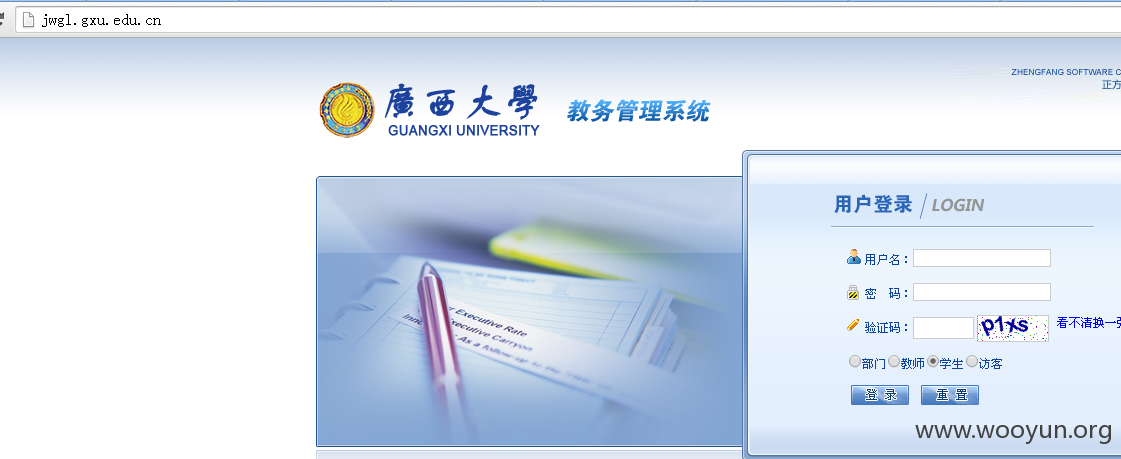 jwgl.gxu.edu.cn
ZHENGFANG SOFTWARE C
正方
廣西大學
GUANGXI UNIVERSITY
教务管理系统
用户登录 / LOGIN
用户名：
密 码：
验证码： p1xs 看不清换一张
部门 教师 学生 访客
登 录 重 置
Executive Rate
Executive Carryon
As a follow-up to the
www.wooyun.org